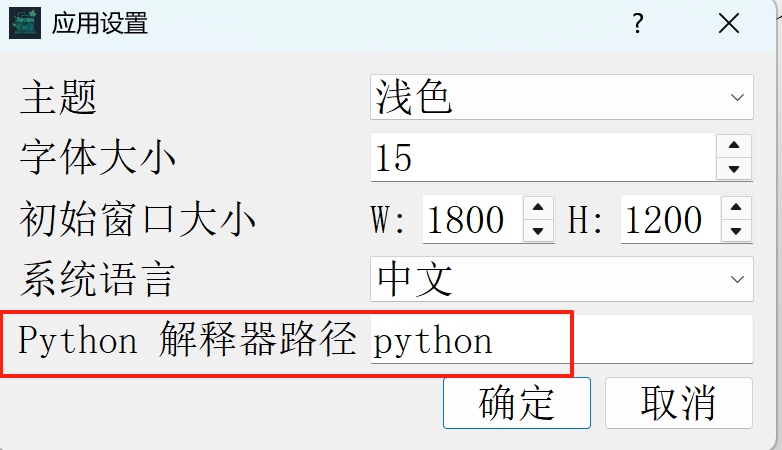 应用设置 ?
主题 浅色
字体大小 15
初始窗口大小 W: 1800 H: 1200
系统语言 中文
Python 解释器路径 python
确定 取消